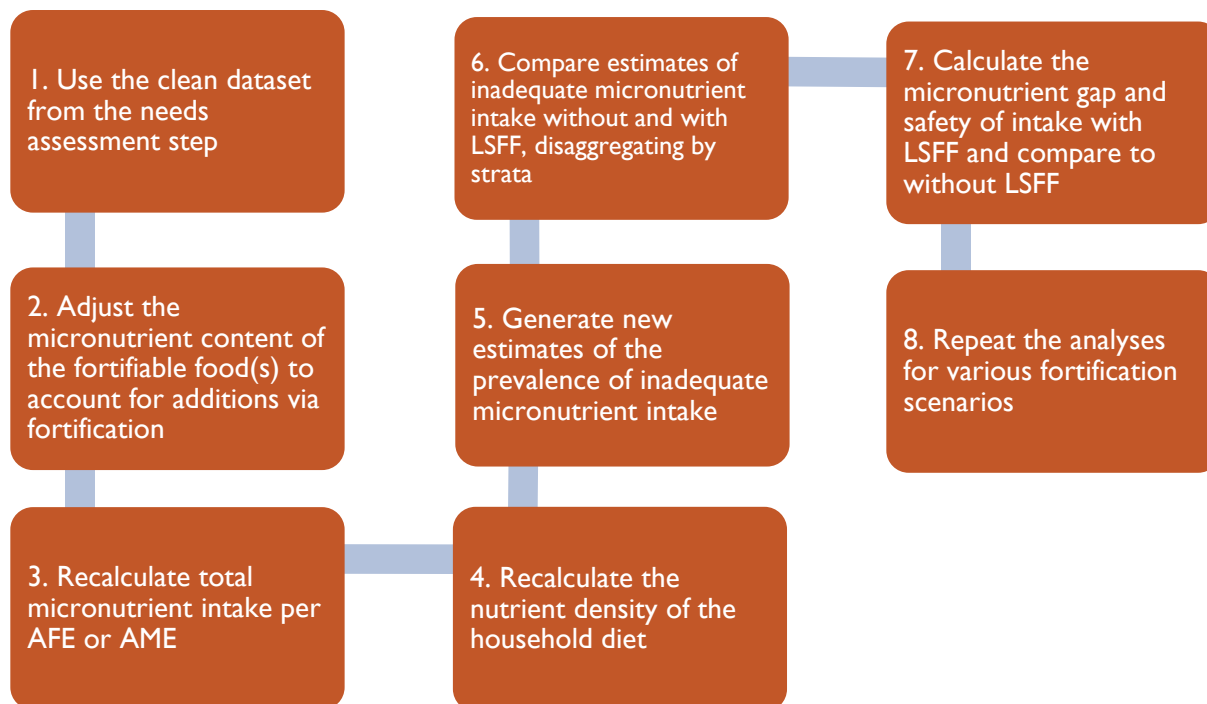 1. Use the clean dataset
from the needs
assessment step
2. Adjust the
micronutrient content of
the fortifiable food(s) to
account for additions via
fortification
3. Recalculate total
micronutrient intake per
AFE or AME
4. Recalculate the
nutrient density of the
household diet
5. Generate new
estimates of the
prevalence of inadequate
micronutrient intake
6. Compare estimates of
inadequate micronutrient
intake without and with
LSFF, disaggregating by
strata
7. Calculate the
micronutrient gap and
safety of intake with
LSFF and compare to
without LSFF
8. Repeat the analyses
for various fortification
scenarios